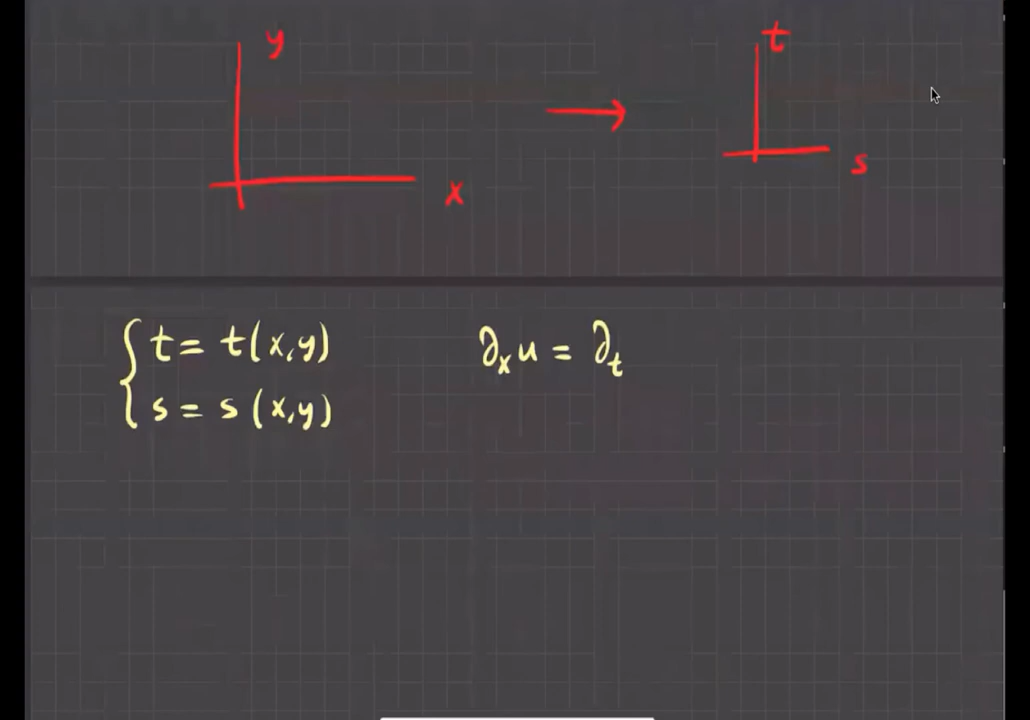 y
t
x
s
t = t(x,y)
∂ₓu = ∂ₜ
s = s(x,y)